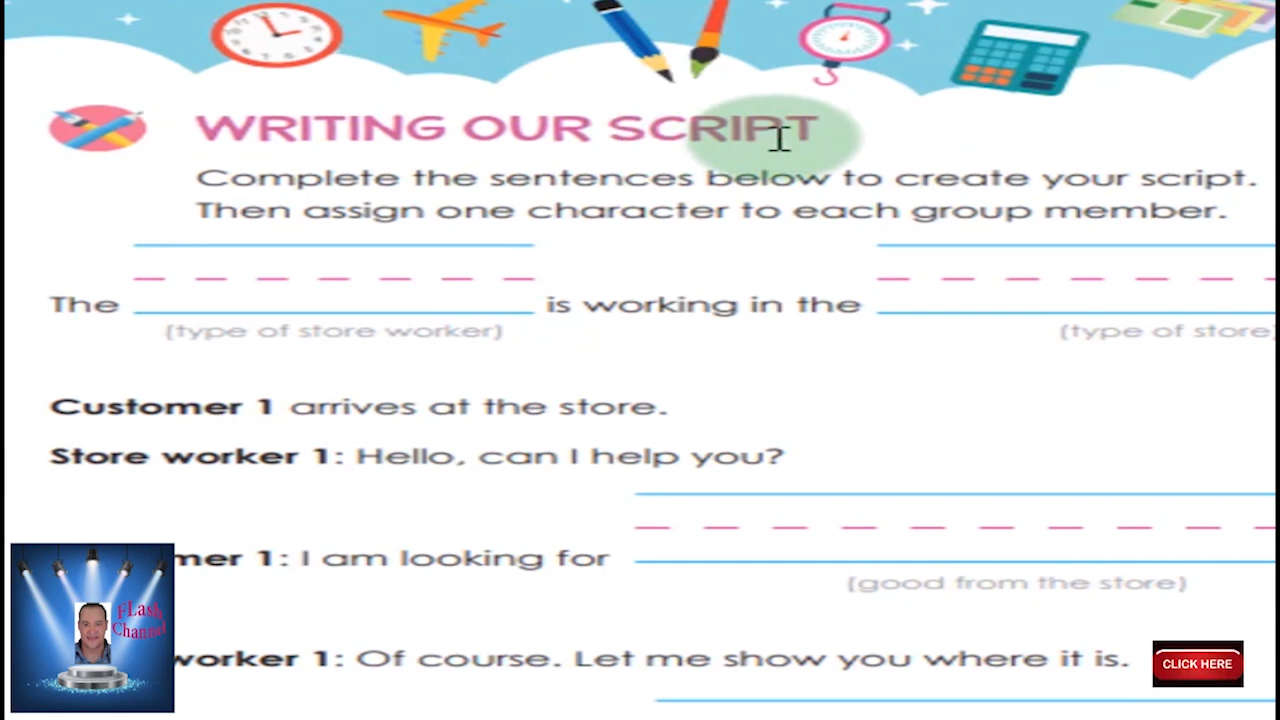 WRITING OUR SCRIPT
Complete the sentences below to create your script.
Then assign one character to each group member.
The is working in the
(type of store worker) (type of store)
Customer 1 arrives at the store.
Store worker 1: Hello, can I help you?
mer 1: I am looking for
(good from the store)
worker 1: Of course. Let me show you where it is.
FLash
Channel
CLICK HERE